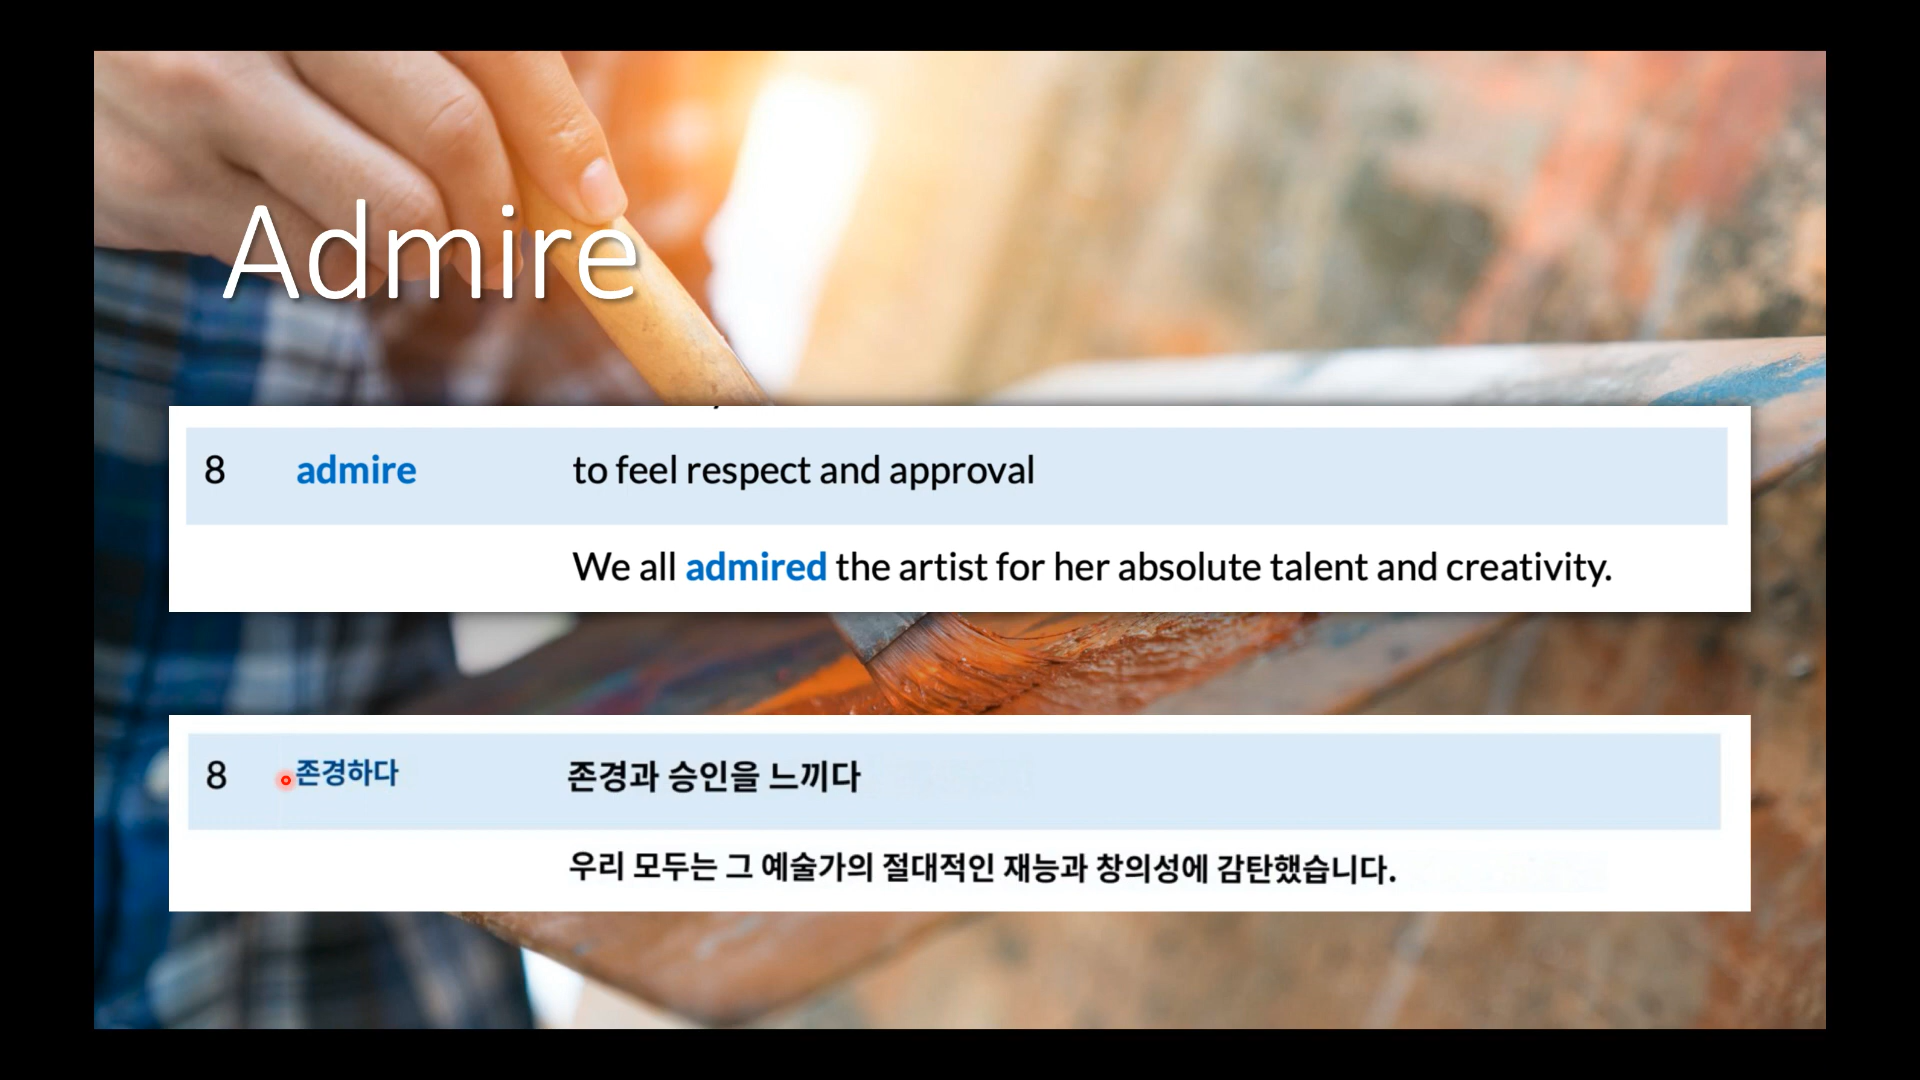 Admire
8 admire to feel respect and approval
We all admired the artist for her absolute talent and creativity.
8 존경하다 존경과 승인을 느끼다
우리 모두는 그 예술가의 절대적인 재능과 창의성에 감탄했습니다.